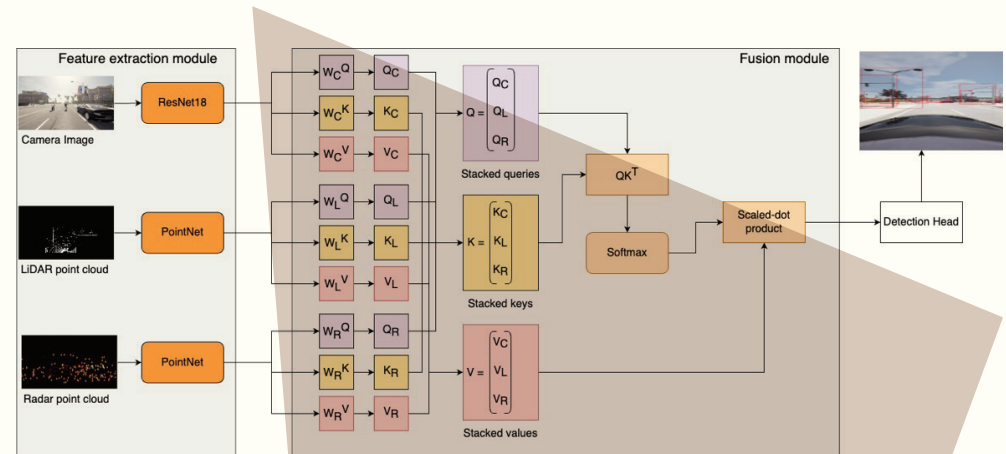 Feature extraction module
Fusion module
Camera Image
ResNet18
LiDAR point cloud
PointNet
Radar point cloud
PointNet
W_C^Q
Q_C
W_C^K
K_C
W_C^V
V_C
W_L^Q
Q_L
W_L^K
K_L
W_L^V
V_L
W_R^Q
Q_R
W_R^K
K_R
W_R^V
V_R
Q =
Q_C
Q_L
Q_R
Stacked queries
K =
K_C
K_L
K_R
Stacked keys
V =
V_C
V_L
V_R
Stacked values
QK^T
Softmax
Scaled-dot
product
Detection Head